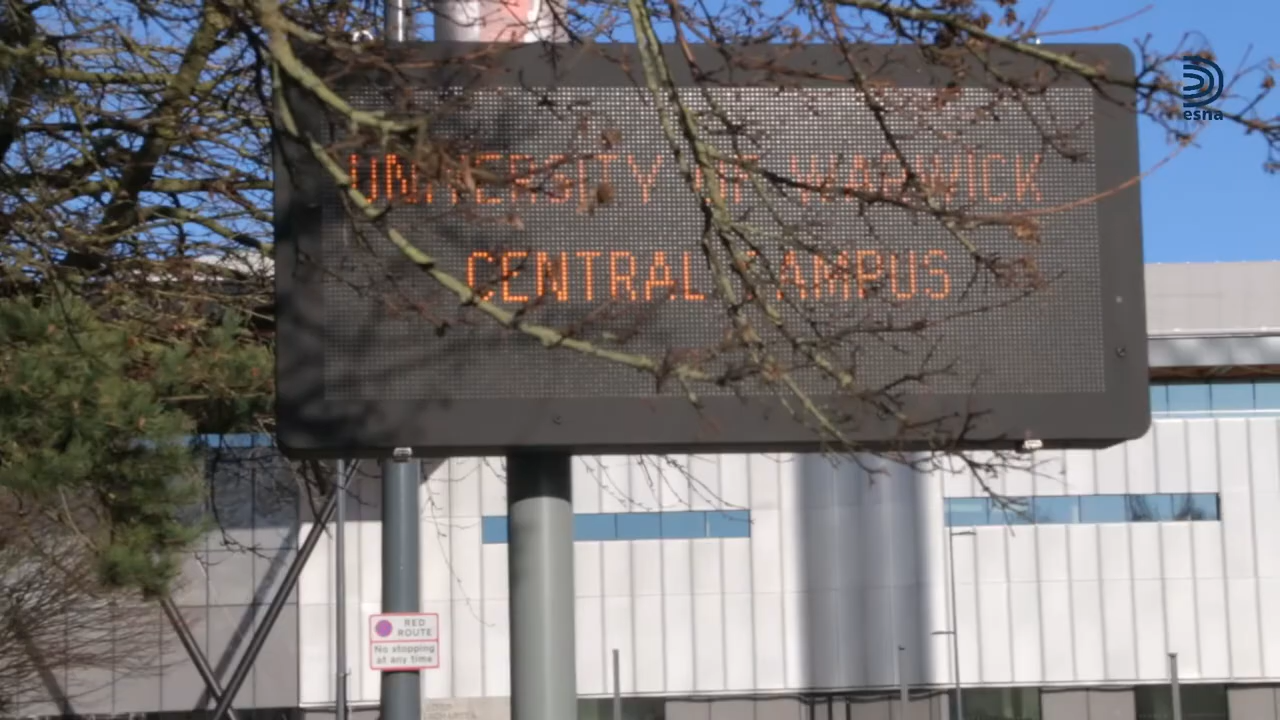 esna
UNIVERSITY OF WARWICK
CENTRAL CAMPUS
RED
ROUTE
No stopping
at any time